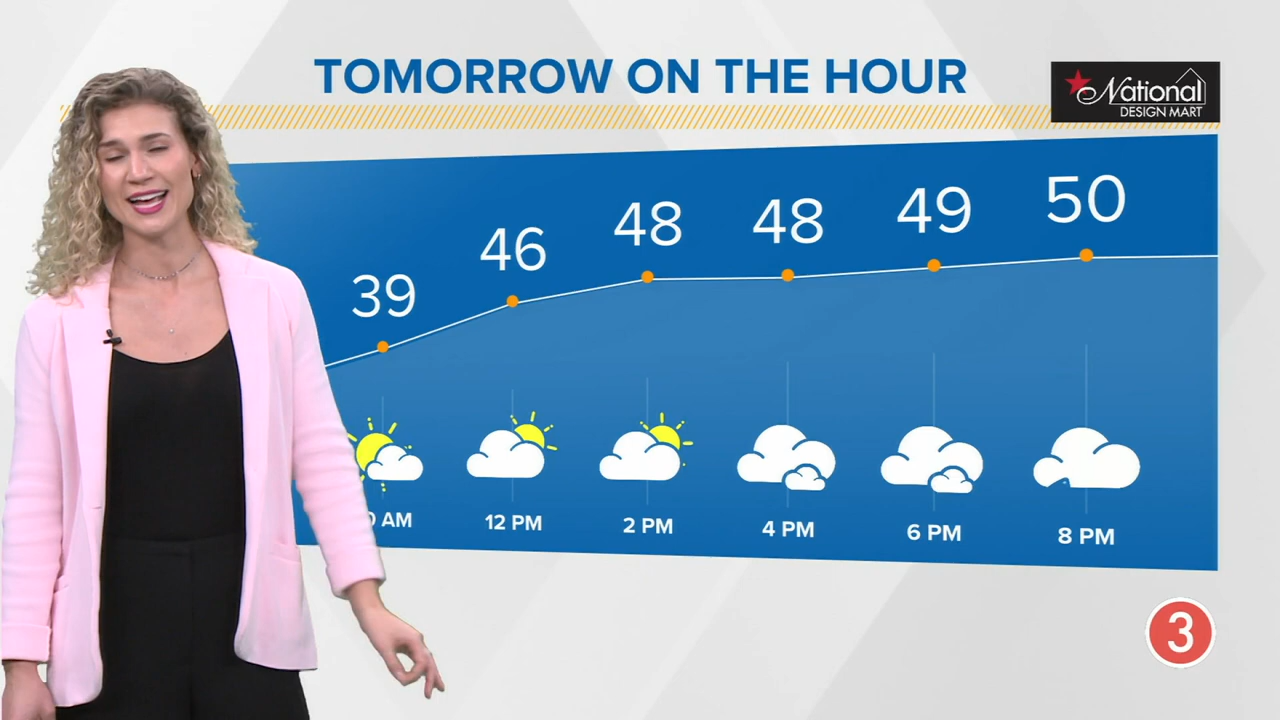 TOMORROW ON THE HOUR
National
DESIGN MART
39 46 48 48 49 50
0 AM 12 PM 2 PM 4 PM 6 PM 8 PM
3